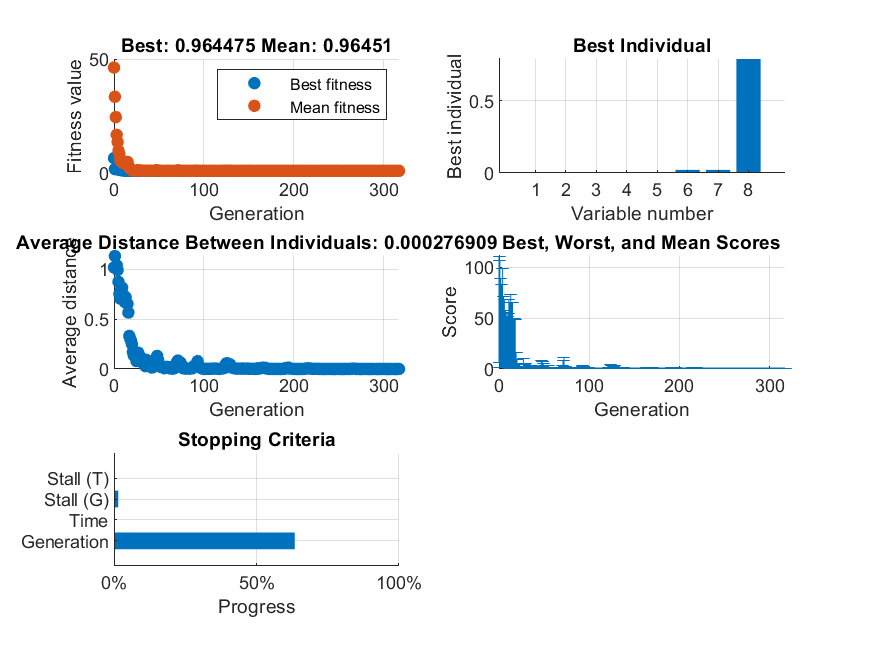 Best: 0.964475 Mean: 0.96451
Fitness value
50
0
Best fitness
Mean fitness
0 100 200 300
Generation
Best Individual
Best individual
0.5
0
1 2 3 4 5 6 7 8
Variable number
Average Distance Between Individuals: 0.000276909
Average distance
1
0.5
0
0 100 200 300
Generation
Best, Worst, and Mean Scores
Score
100
50
0
0 100 200 300
Generation
Stopping Criteria
Stall (T)
Stall (G)
Time
Generation
0% 50% 100%
Progress